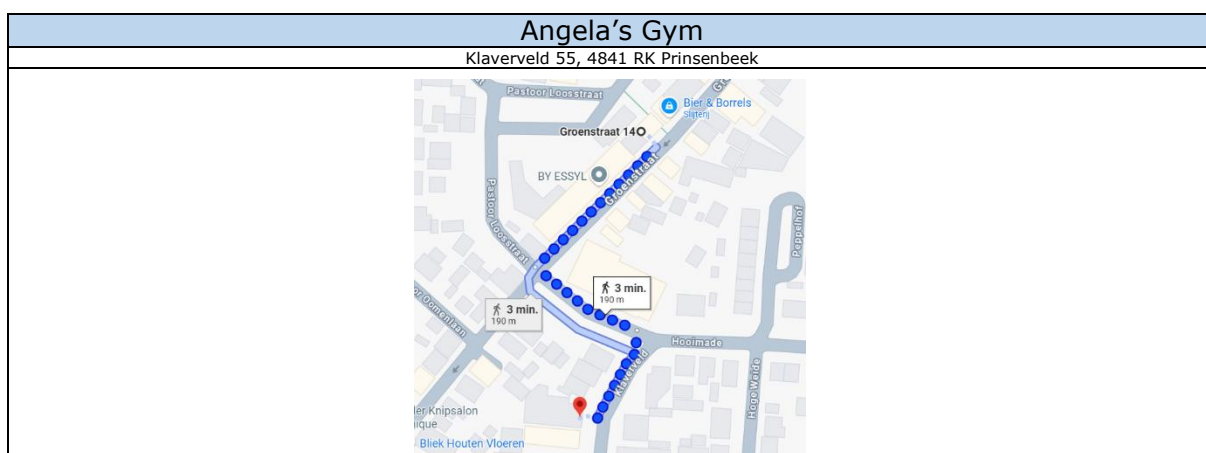 Angela's Gym
Klaverveld 55, 4841 RK Prinsenbeek
Pastoor Loosstraat
Bier & Borrels
Slijterij
Groenstraat 14
BY ESSYL
Groenstraat
Pastoor Loosstraat
Peppelhof
3 min.
190 m
3 min.
190 m
Oomenlaan
Hooimade
Klaverveld
Hoge Weide
Knipsalon
Bliek Houten Vloeren